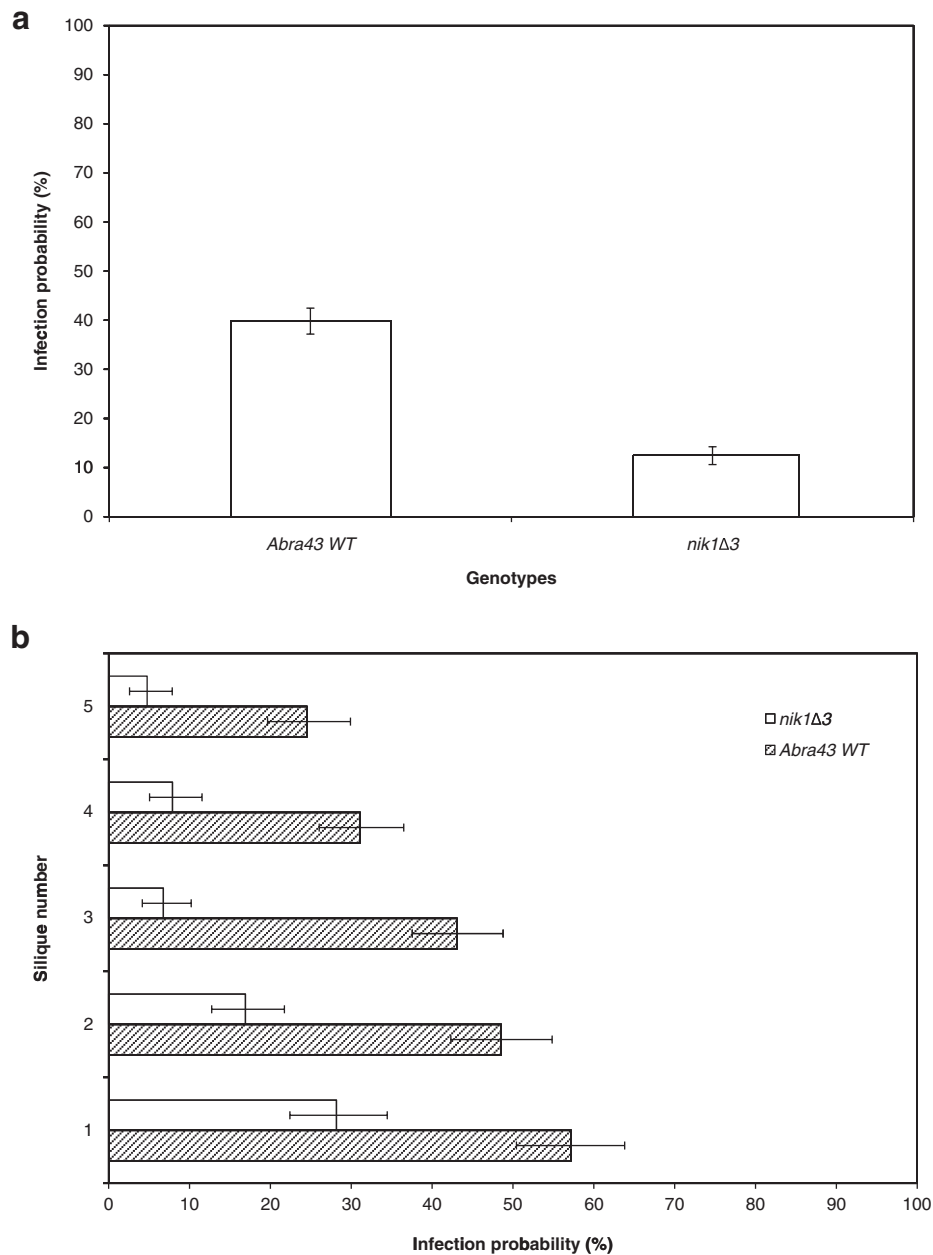 a
100
90
80
70
60
50
40
30
20
10
0
Infection probability (%)
Abra43 WT
nik1Δ3
Genotypes
b
5
4
3
2
1
Silique number
nik1Δ3
Abra43 WT
0 10 20 30 40 50 60 70 80 90 100
Infection probability (%)